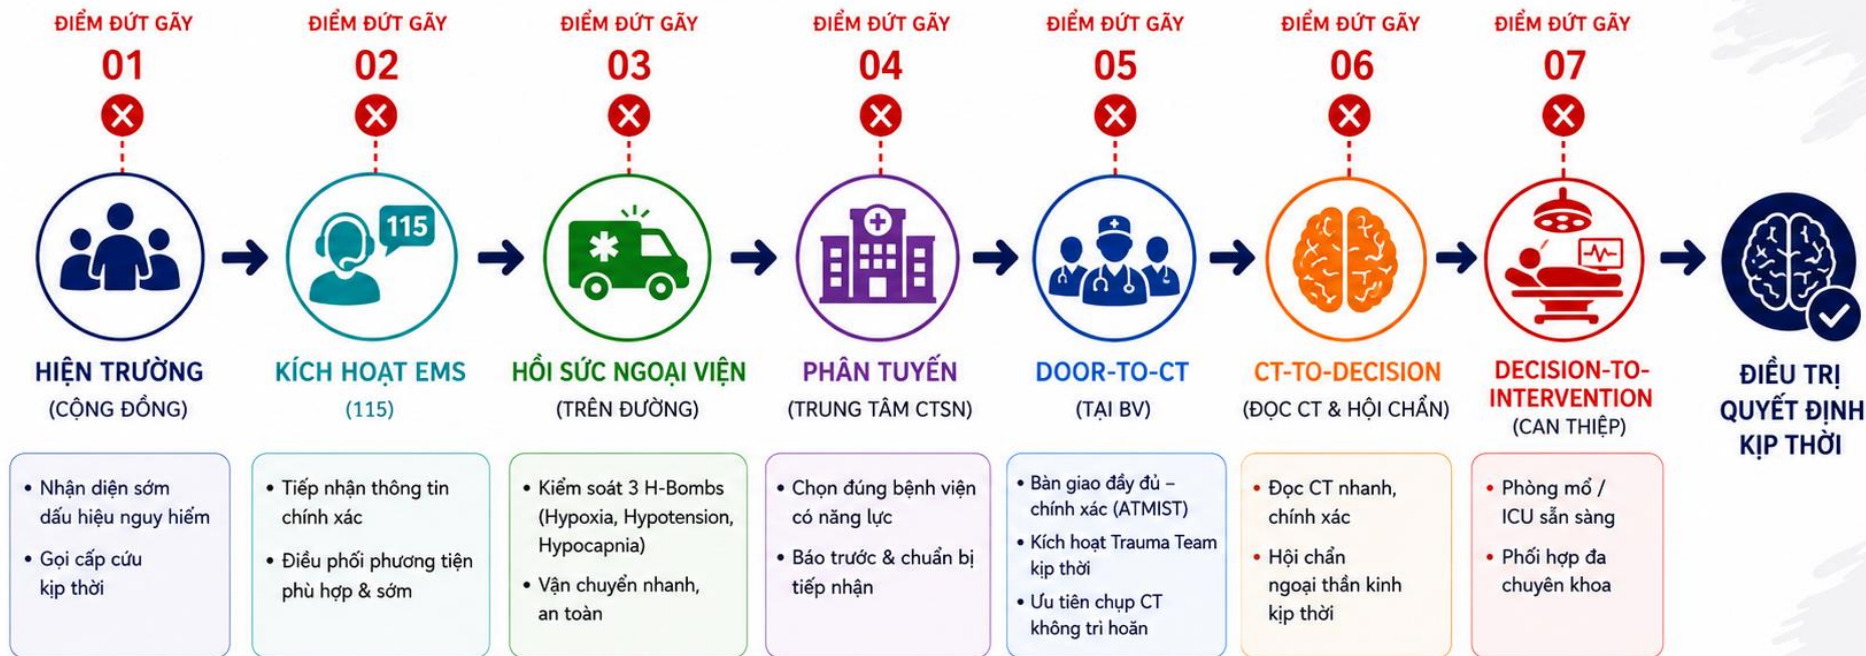 ĐIỂM ĐỨT GÃY
01
HIỆN TRƯỜNG
(CỘNG ĐỒNG)
• Nhận diện sớm
dấu hiệu nguy hiểm
• Gọi cấp cứu
kịp thời
ĐIỂM ĐỨT GÃY
02
115
KÍCH HOẠT EMS
(115)
• Tiếp nhận thông tin
chính xác
• Điều phối phương tiện
phù hợp & sớm
ĐIỂM ĐỨT GÃY
03
HỒI SỨC NGOẠI VIỆN
(TRÊN ĐƯỜNG)
• Kiểm soát 3 H-Bombs
(Hypoxia, Hypotension,
Hypocapnia)
• Vận chuyển nhanh,
an toàn
ĐIỂM ĐỨT GÃY
04
PHÂN TUYẾN
(TRUNG TÂM CTSN)
• Chọn đúng bệnh viện
có năng lực
• Báo trước & chuẩn bị
tiếp nhận
ĐIỂM ĐỨT GÃY
05
DOOR-TO-CT
(TẠI BV)
• Bàn giao đầy đủ –
chính xác (ATMIST)
• Kích hoạt Trauma Team
kịp thời
• Ưu tiên chụp CT
không trì hoãn
ĐIỂM ĐỨT GÃY
06
CT-TO-DECISION
(ĐỌC CT & HỘI CHẨN)
• Đọc CT nhanh,
chính xác
• Hội chẩn
ngoại thần kinh
kịp thời
ĐIỂM ĐỨT GÃY
07
DECISION-TO-
INTERVENTION
(CAN THIỆP)
• Phòng mổ /
ICU sẵn sàng
• Phối hợp đa
chuyên khoa
ĐIỀU TRỊ
QUYẾT ĐỊNH
KỊP THỜI